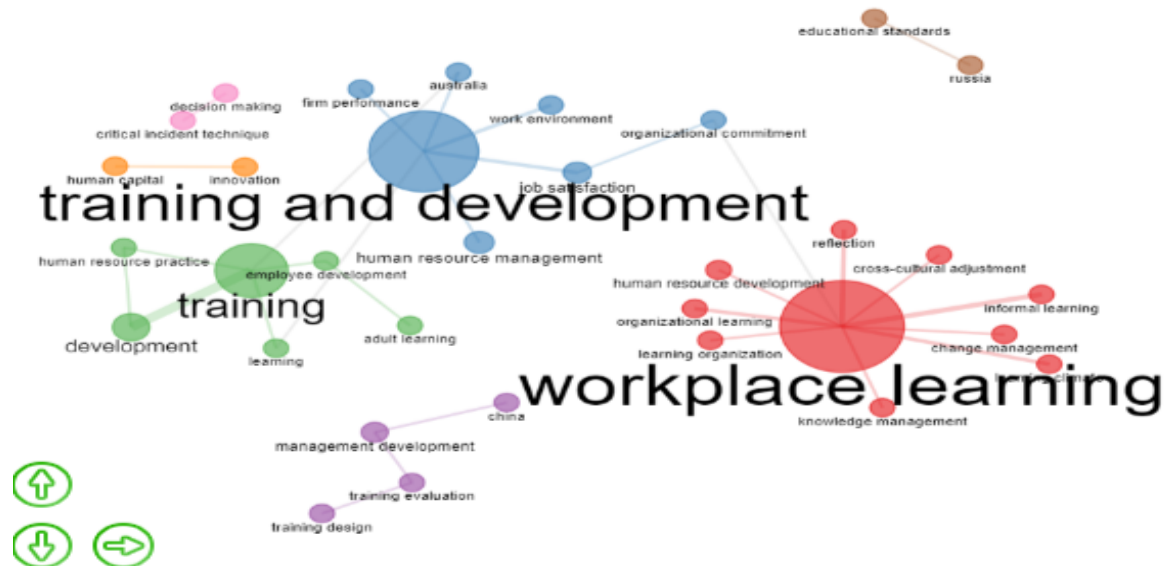 educational standards
russia
australia
firm performance
decision making
work environment
organizational commitment
critical incident technique
human capital
innovation
job satisfaction
training and development
reflection
human resource practice
employee development
human resource management
cross-cultural adjustment
human resource development
training
informal learning
organizational learning
development
adult learning
learning
learning organization
change management
learning climate
workplace learning
china
knowledge management
management development
training evaluation
training design